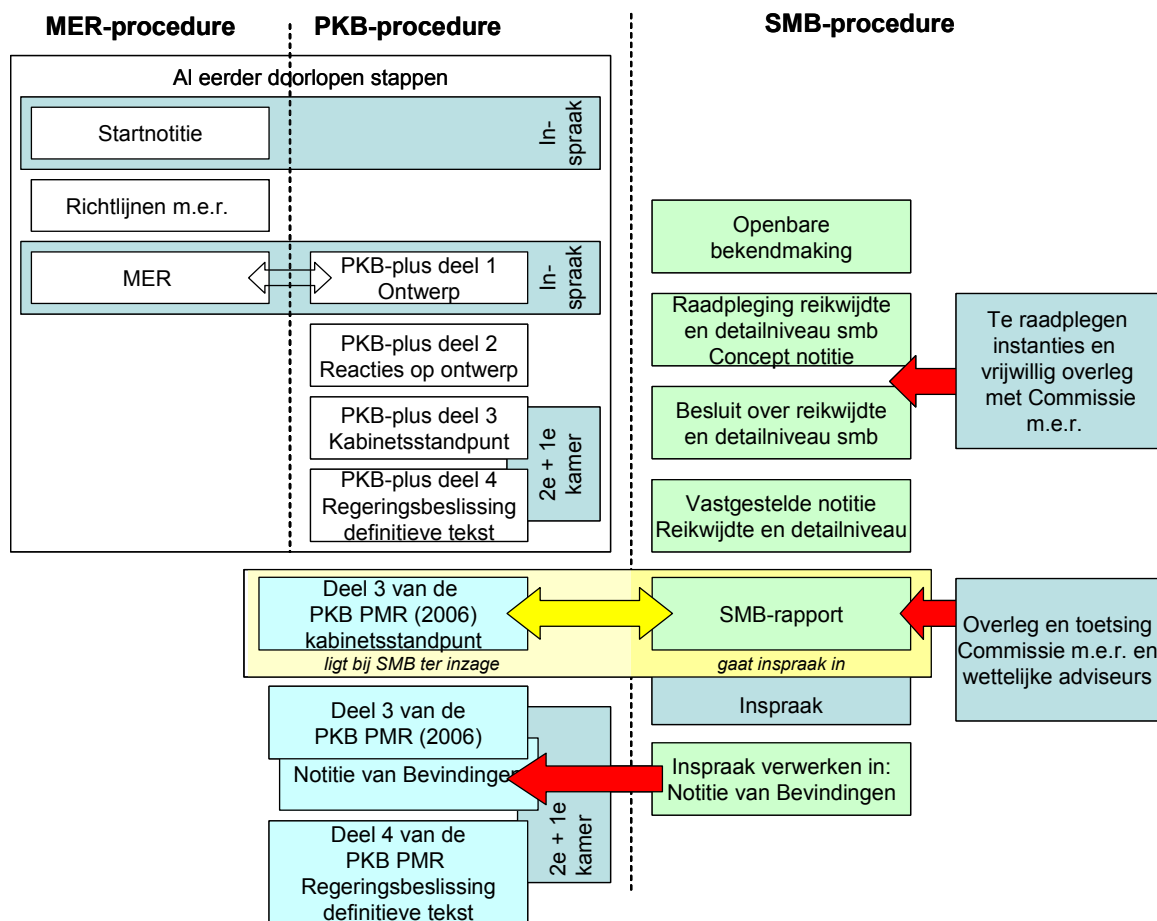 MER-procedure
PKB-procedure
SMB-procedure
Al eerder doorlopen stappen
Startnotitie
In-
spraak
Richtlijnen m.e.r.
MER
PKB-plus deel 1
Ontwerp
In-
spraak
PKB-plus deel 2
Reacties op ontwerp
PKB-plus deel 3
Kabinetsstandpunt
PKB-plus deel 4
Regeringsbeslissing
definitieve tekst
2e + 1e
kamer
Openbare
bekendmaking
Raadpleging reikwijdte
en detailniveau smb
Concept notitie
Te raadplegen
instanties en
vrijwillig overleg
met Commissie
m.e.r.
Besluit over reikwijdte
en detailniveau smb
Vastgestelde notitie
Reikwijdte en detailniveau
Deel 3 van de
PKB PMR (2006)
kabinetsstandpunt
ligt bij SMB ter inzage
SMB-rapport
gaat inspraak in
Overleg en toetsing
Commissie m.e.r. en
wettelijke adviseurs
Inspraak
Deel 3 van de
PKB PMR (2006)
Notitie van Bevindingen
Inspraak verwerken in:
Notitie van Bevindingen
2e + 1e
kamer
Deel 4 van de
PKB PMR
Regeringsbeslissing
definitieve tekst